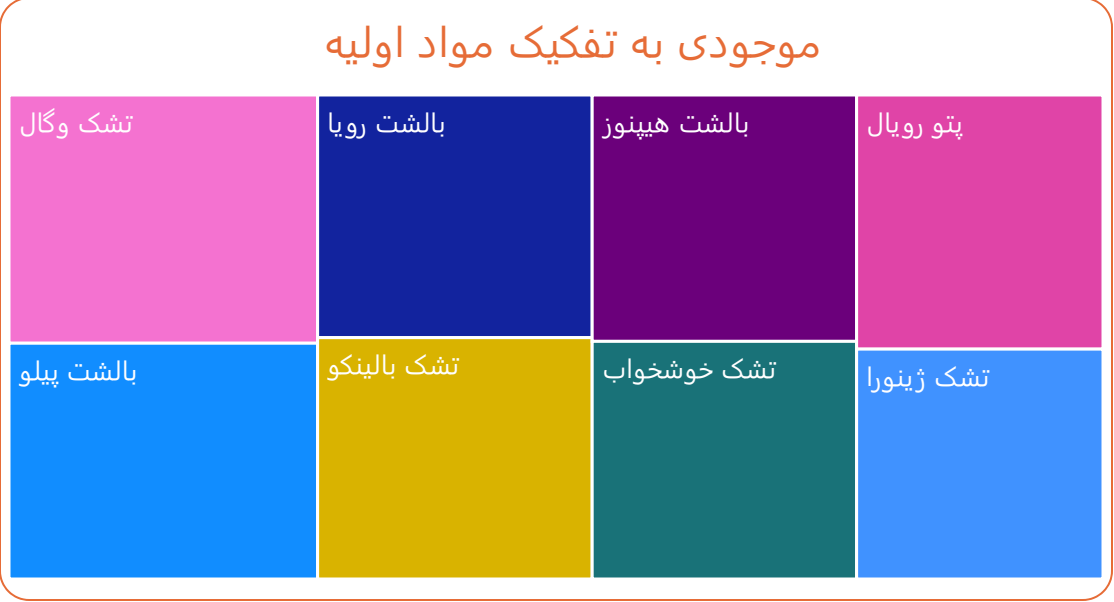 موجودی به تفکیک مواد اولیه
پتو رویال
بالشت هیپنوز
بالشت رویا
تشک وگال
تشک ژینورا
تشک خوشخواب
تشک بالینکو
بالشت پیلو